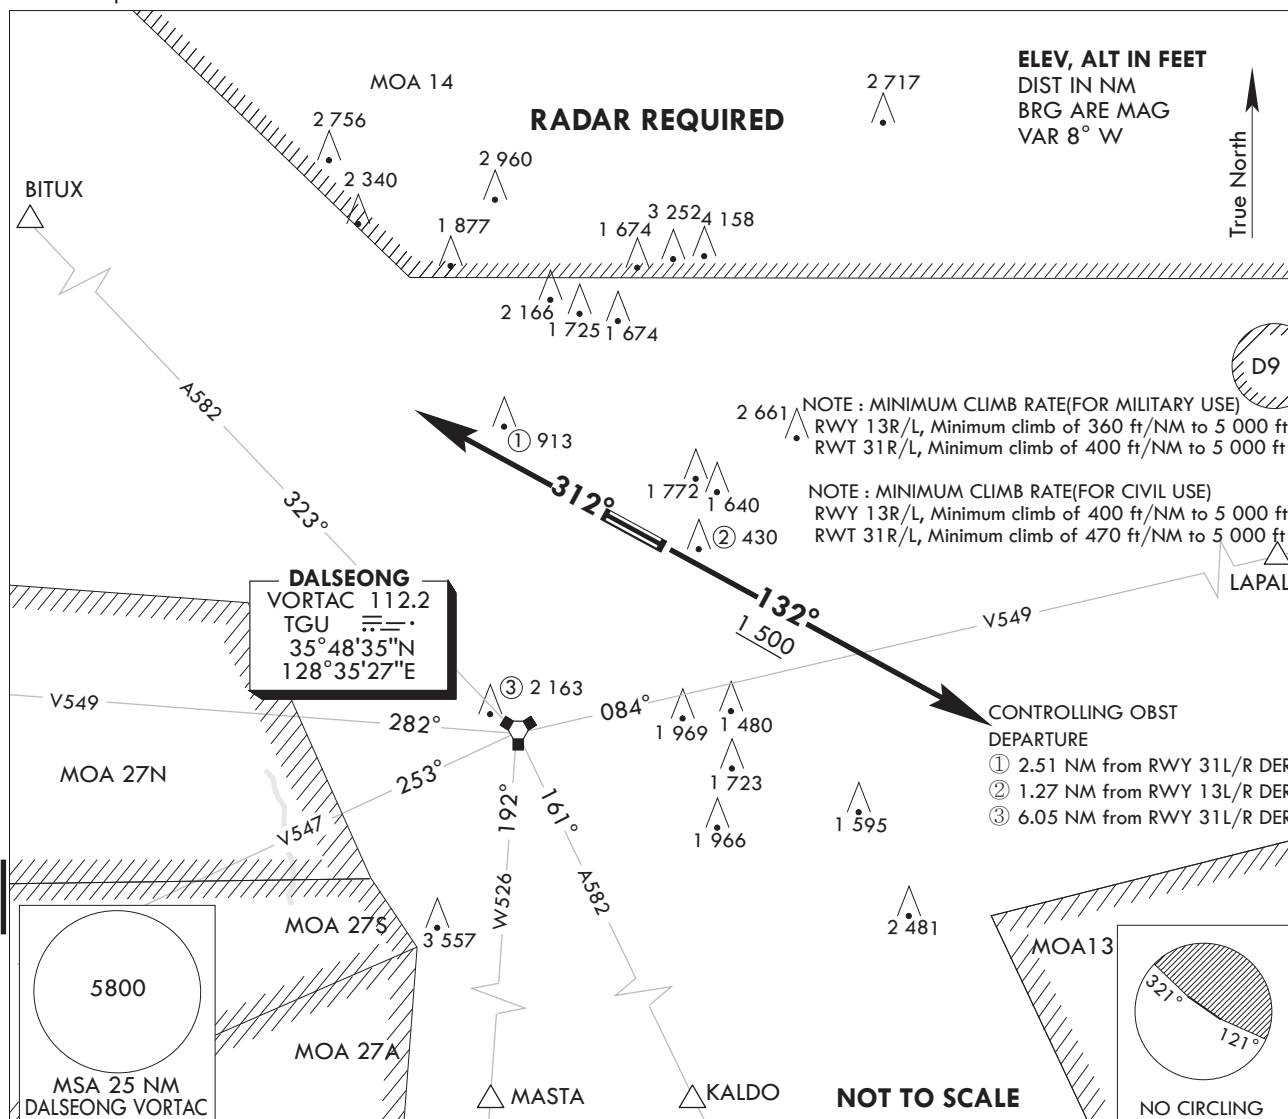 MOA 14
RADAR REQUIRED
ELEV, ALT IN FEET
DIST IN NM
BRG ARE MAG
VAR 8° W
True North
2 717
2 756
2 340
2 960
1 877
1 674
3 252
4 158
2 166
1 725
1 674
BITUX
A582
323°
D9
① 913
2 661
NOTE : MINIMUM CLIMB RATE(FOR MILITARY USE)
RWY 13R/L, Minimum climb of 360 ft/NM to 5 000 ft
RWT 31R/L, Minimum climb of 400 ft/NM to 5 000 ft
NOTE : MINIMUM CLIMB RATE(FOR CIVIL USE)
RWY 13R/L, Minimum climb of 400 ft/NM to 5 000 ft
RWT 31R/L, Minimum climb of 470 ft/NM to 5 000 ft
312°
1 772
1 640
② 430
132°
1 500
LAPAL
V549
DALSEONG
VORTAC 112.2
TGU
35°48'35"N
128°35'27"E
V549
282°
③ 2 163
084°
1 969
1 480
1 723
1 966
1 595
2 481
CONTROLLING OBST
DEPARTURE
① 2.51 NM from RWY 31L/R DER
② 1.27 NM from RWY 13L/R DER
③ 6.05 NM from RWY 31L/R DER
MOA 27N
253°
V547
192°
161°
W526
A582
MOA 27S
3 557
MOA 27A
5800
MSA 25 NM
DALSEONG VORTAC
MASTA
KALDO
NOT TO SCALE
MOA13
321°
121°
NO CIRCLING